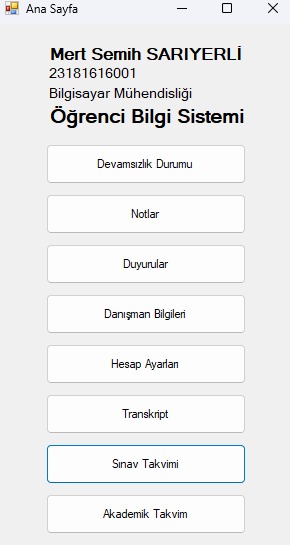 Ana Sayfa
Mert Semih SARIYERLİ
23181616001
Bilgisayar Mühendisliği
Öğrenci Bilgi Sistemi
Devamsızlık Durumu
Notlar
Duyurular
Danışman Bilgileri
Hesap Ayarları
Transkript
Sınav Takvimi
Akademik Takvim